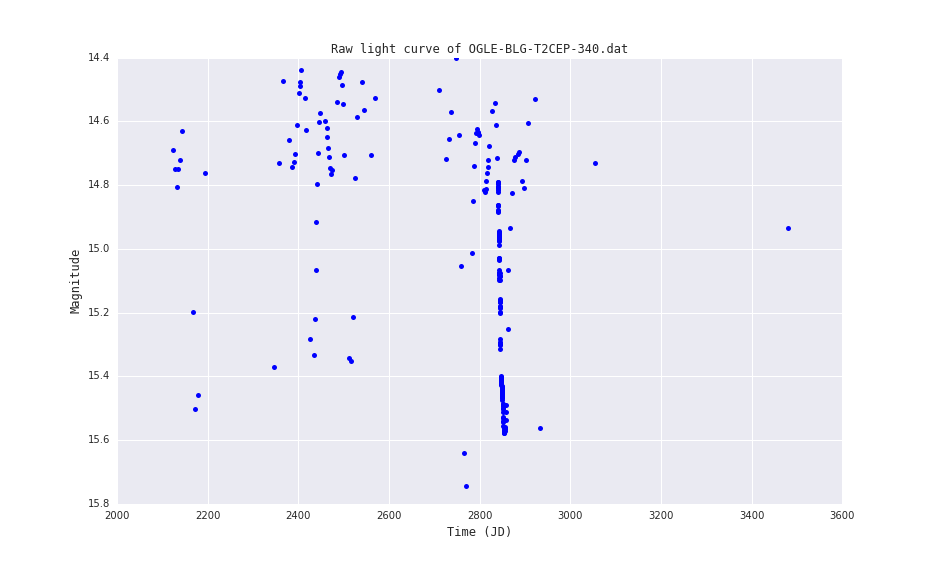 Raw light curve of OGLE-BLG-T2CEP-340.dat
14.4
14.6
14.8
15.0
15.2
15.4
15.6
15.8
Magnitude
2000 2200 2400 2600 2800 3000 3200 3400 3600
Time (JD)